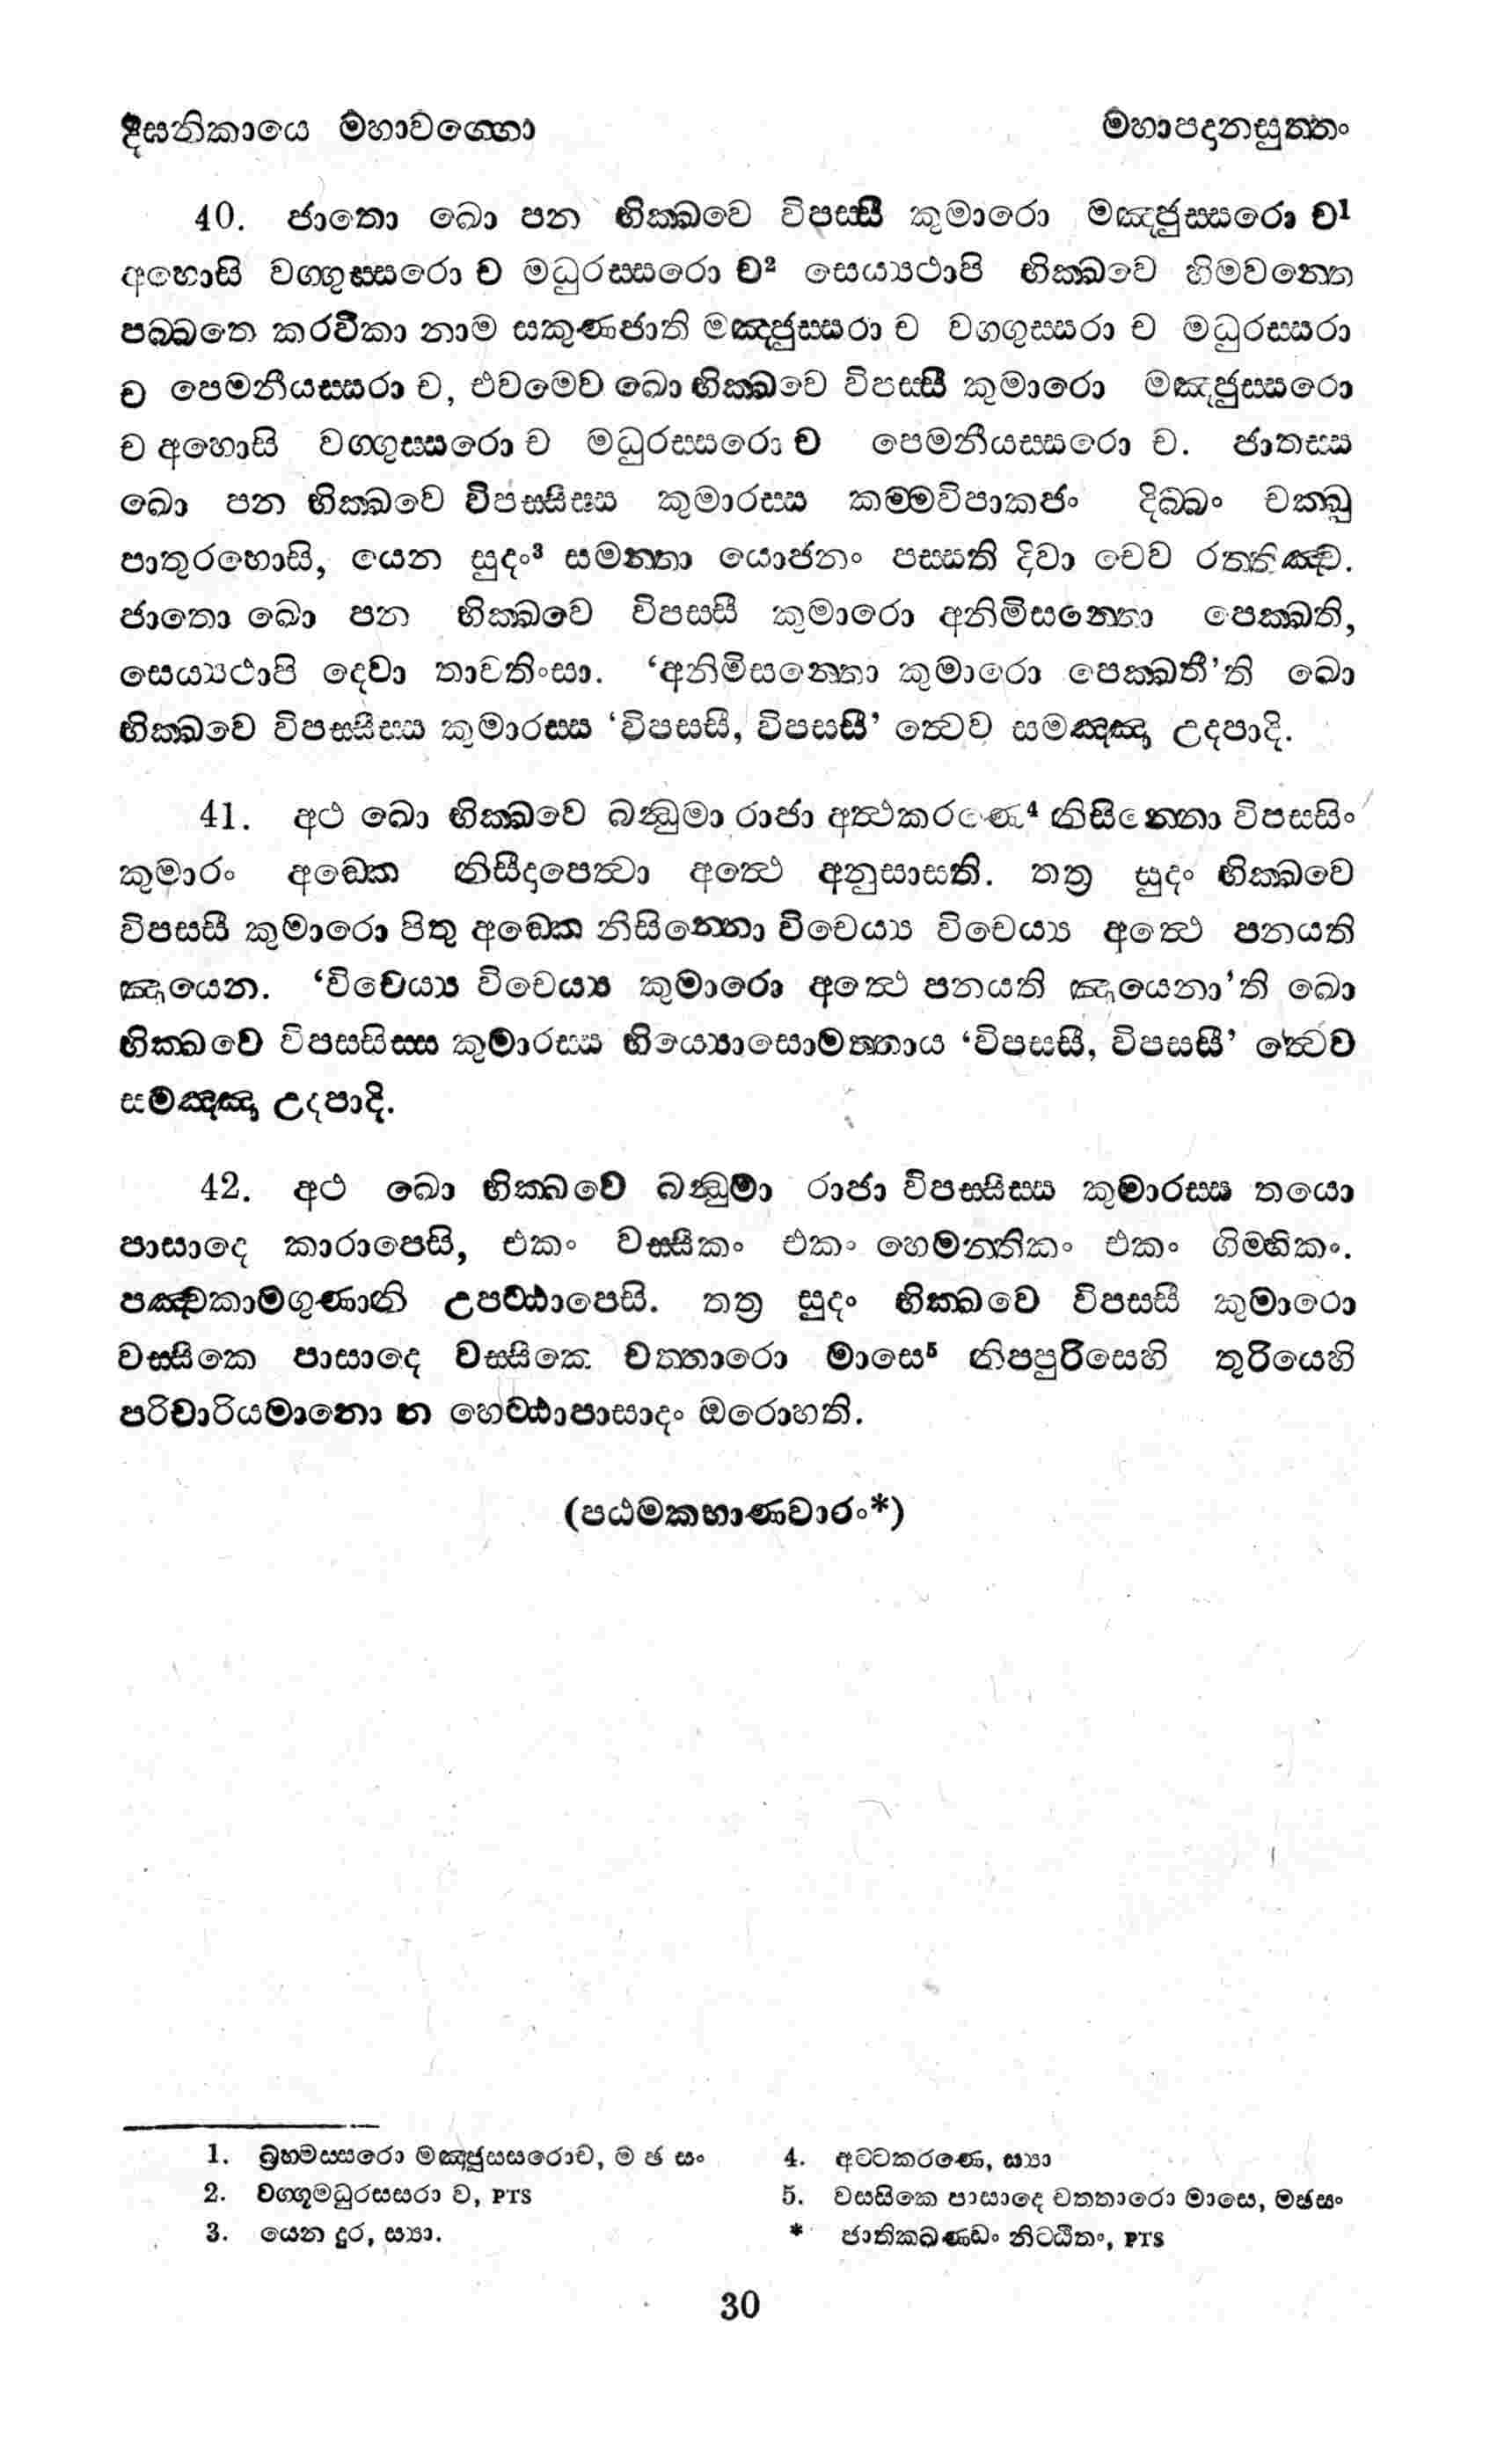 දීඝනිකායෙ මහාවග්ගො
මහාපදානසුත්තං
40. ජාතො ඛො පන භික්ඛවෙ විපස්සී කුමාරො මඤ්ජුස්සරො ච¹
අහොසි වග්ගුස්සරො ච මධුරස්සරො ච² සෙය්‍යථාපි භික්ඛවෙ හිමවන්තෙ
පබ්බතෙ කරවීකා නාම සකුණජාති මඤ්ජුස්සරා ච වග්ගුස්සරා ච මධුරස්සරා
ච පෙමනීයස්සරා ච, එවමෙව ඛො භික්ඛවෙ විපස්සී කුමාරො මඤ්ජුස්සරො
ච අහොසි වග්ගුස්සරො ච මධුරස්සරො ච පෙමනීයස්සරො ච. ජාතස්ස
ඛො පන භික්ඛවෙ විපස්සිස්ස කුමාරස්ස කම්මවිපාකජං දිබ්බං චක්ඛු
පාතුරහොසි, යෙන සුදං³ සමන්තා යොජනං පස්සති දිවා චෙව රත්තිඤ්ච.
ජාතො ඛො පන භික්ඛවෙ විපස්සී කුමාරො අනිමිසන්තො පෙක්ඛති,
සෙය්‍යථාපි දෙවා තාවතිංසා. ‘අනිමිසන්තො කුමාරො පෙක්ඛතී’ති ඛො
භික්ඛවෙ විපස්සිස්ස කුමාරස්ස ‘විපස්සී, විපස්සී’ ත්වෙව සමඤ්ඤා උදපාදි.
41. අථ ඛො භික්ඛවෙ බන්ධුමා රාජා අත්ථකරණෙ⁴ නිසින්නො විපස්සිං
කුමාරං අඞ්කෙ නිසීදාපෙත්වා අත්ථෙ අනුසාසති. තත්‍ර සුදං භික්ඛවෙ
විපස්සී කුමාරො පිතු අඞ්කෙ නිසින්නො විචෙය්‍ය විචෙය්‍ය අත්ථෙ පනයති
ඤායෙන. ‘විචෙය්‍ය විචෙය්‍ය කුමාරො අත්ථෙ පනයති ඤායෙනා’ති ඛො
භික්ඛවෙ විපස්සිස්ස කුමාරස්ස භිය්‍යොසොමත්තාය ‘විපස්සී, විපස්සී’ ත්වෙව
සමඤ්ඤා උදපාදි.
42. අථ ඛො භික්ඛවෙ බන්ධුමා රාජා විපස්සිස්ස කුමාරස්ස තයො
පාසාදෙ කාරාපෙසි, එකං වස්සිකං එකං හෙමන්තිකං එකං ගිම්හිකං.
පඤ්චකාමගුණානි උපට්ඨාපෙසි. තත්‍ර සුදං භික්ඛවෙ විපස්සී කුමාරො
වස්සිකෙ පාසාදෙ වස්සිකෙ චත්තාරො මාසෙ⁵ නිප්පුරිසෙහි තුරියෙහි
පරිචාරියමානො න හෙට්ඨාපාසාදං ඔරොහති.
(පඨමකභාණවාරං*)
1. බ්‍රහ්මස්සරො මඤ්ජුස්සරොච, ම ඡ සං
2. වග්ගූමධුරස්සරා ච, PTS
3. යෙන දූර, ස්‍යා.
4. අට්ටකරණෙ, ස්‍යා
5. වස්සිකෙ පාසාදෙ චත්තාරො මාසෙ, මඡසං
* ජාතික්ඛණ්ඩං නිට්ඨිතං, PTS
30